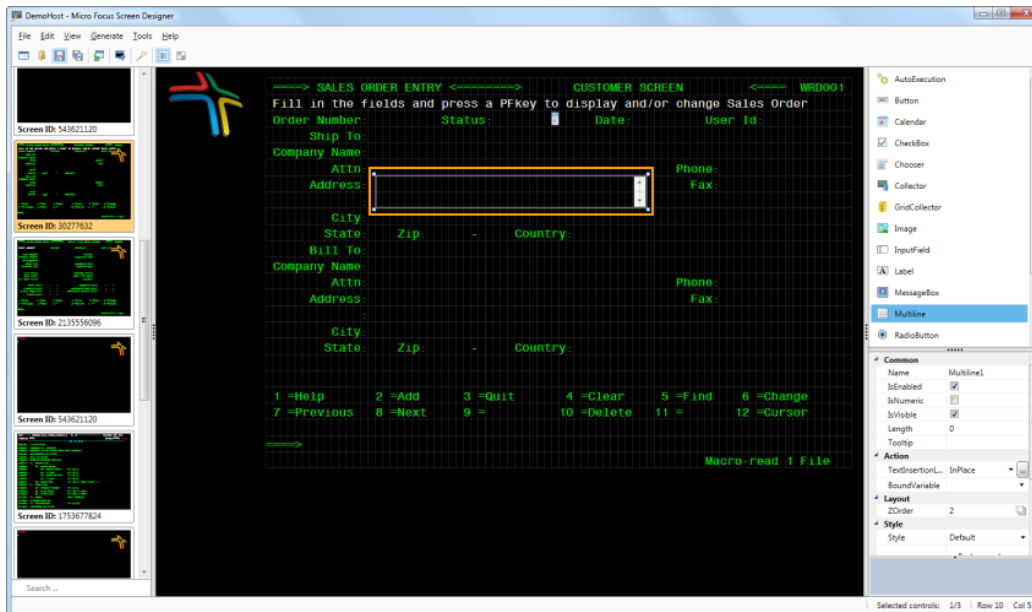 DemoHost - Micro Focus Screen Designer
File Edit View Generate Tools Help
Screen ID: 543621120
Screen ID: 30277632
Screen ID: 2135556096
Screen ID: 543621120
Screen ID: 1753677824
Search ...
====> SALES ORDER ENTRY <========> CUSTOMER SCREEN <==== WRD001
Fill in the fields and press a PFkey to display and/or change Sales Order
Order Number: Status: Date: User Id:
Ship To:
Company Name:
Attn: Phone:
Address: Fax:
:
City:
State: Zip: - Country:
Bill To:
Company Name:
Attn: Phone:
Address: Fax:
:
City:
State: Zip: - Country:
1 =Help 2 =Add 3 =Quit 4 =Clear 5 =Find 6 =Change
7 =Previous 8 =Next 9 = 10 =Delete 11 = 12 =Cursor
====>
Macro-read 1 File
AutoExecution
Button
Calendar
CheckBox
Chooser
Collector
GridCollector
Image
InputField
Label
MessageBox
Multiline
RadioButton
Common
Name Multiline1
IsEnabled
IsNumeric
IsVisible
Length 0
Tooltip
Action
TextInsertionL... InPlace
BoundVariable
Layout
ZOrder 2
Style
Style Default
Selected controls: 1/3 Row 10 Col 5